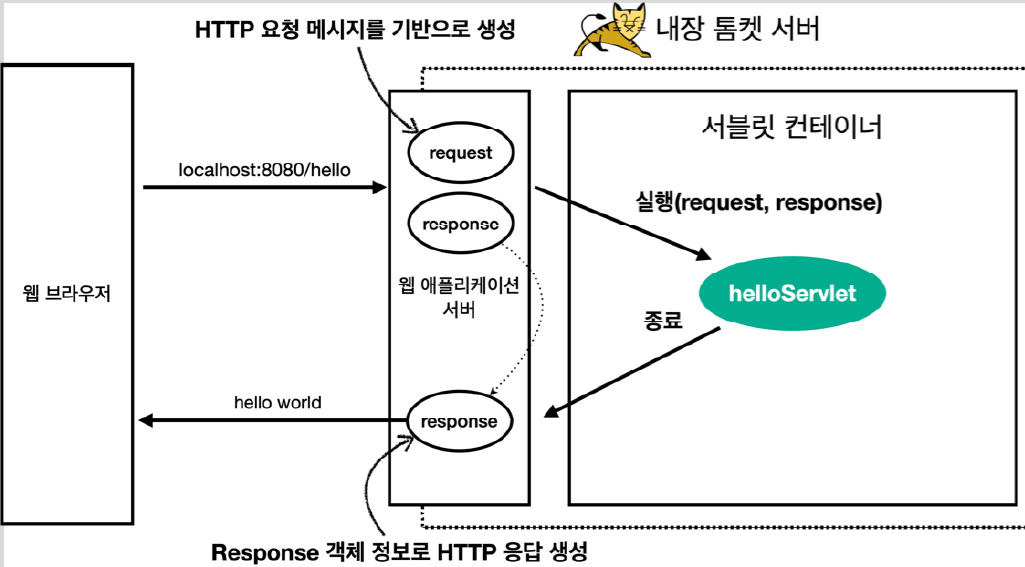 HTTP 요청 메시지를 기반으로 생성
내장 톰켓 서버
서블릿 컨테이너
request
localhost:8080/hello
실행(request, response)
response
웹 애플리케이션
서버
웹 브라우저
helloServlet
종료
hello world
response
Response 객체 정보로 HTTP 응답 생성